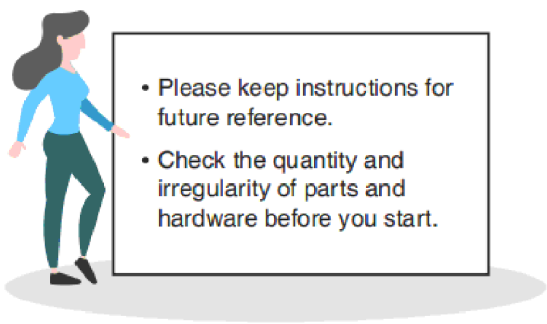 • Please keep instructions for
future reference.
• Check the quantity and
irregularity of parts and
hardware before you start.